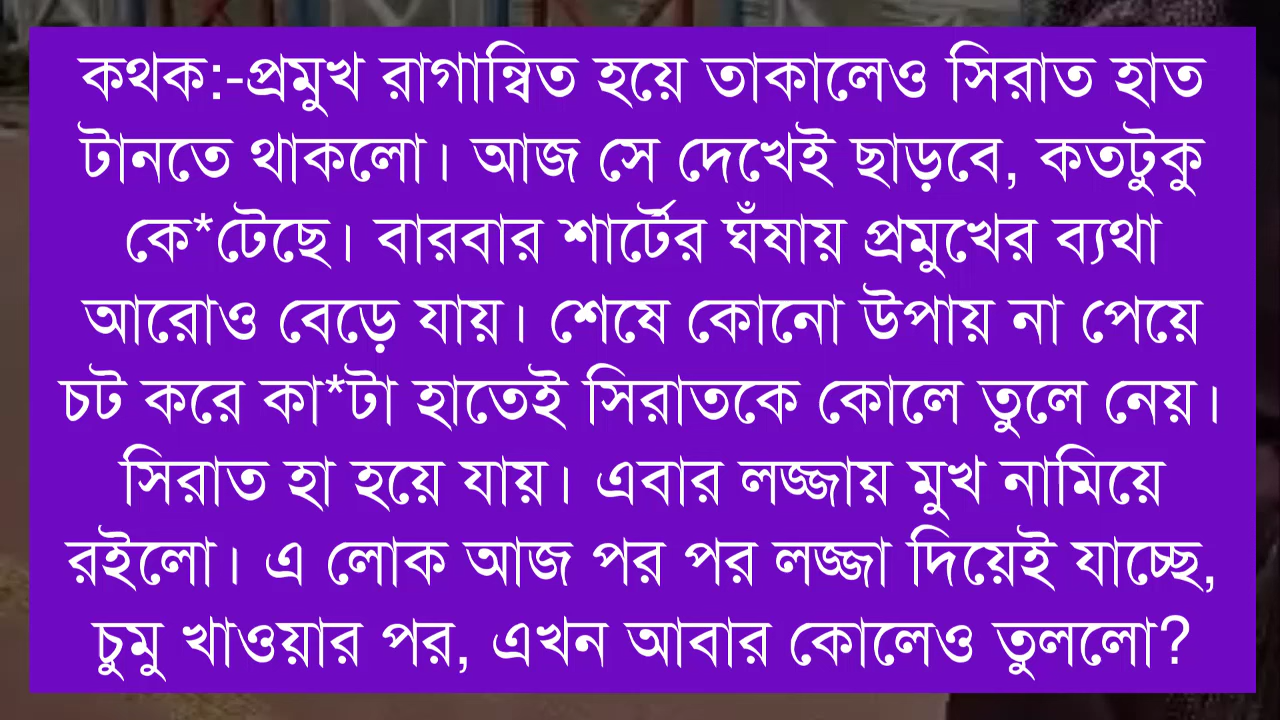 কথক:-প্রমুখ রাগান্বিত হয়ে তাকালেও সিরাত হাত
টানতে থাকলো। আজ সে দেখেই ছাড়বে, কতটুকু
কে*টেছে। বারবার শার্টের ঘঁষায় প্রমুখের ব্যথা
আরোও বেড়ে যায়। শেষে কোনো উপায় না পেয়ে
চট করে কা*টা হাতেই সিরাতকে কোলে তুলে নেয়।
সিরাত হা হয়ে যায়। এবার লজ্জায় মুখ নামিয়ে
রইলো। এ লোক আজ পর পর লজ্জা দিয়েই যাচ্ছে,
চুমু খাওয়ার পর, এখন আবার কোলেও তুললো?